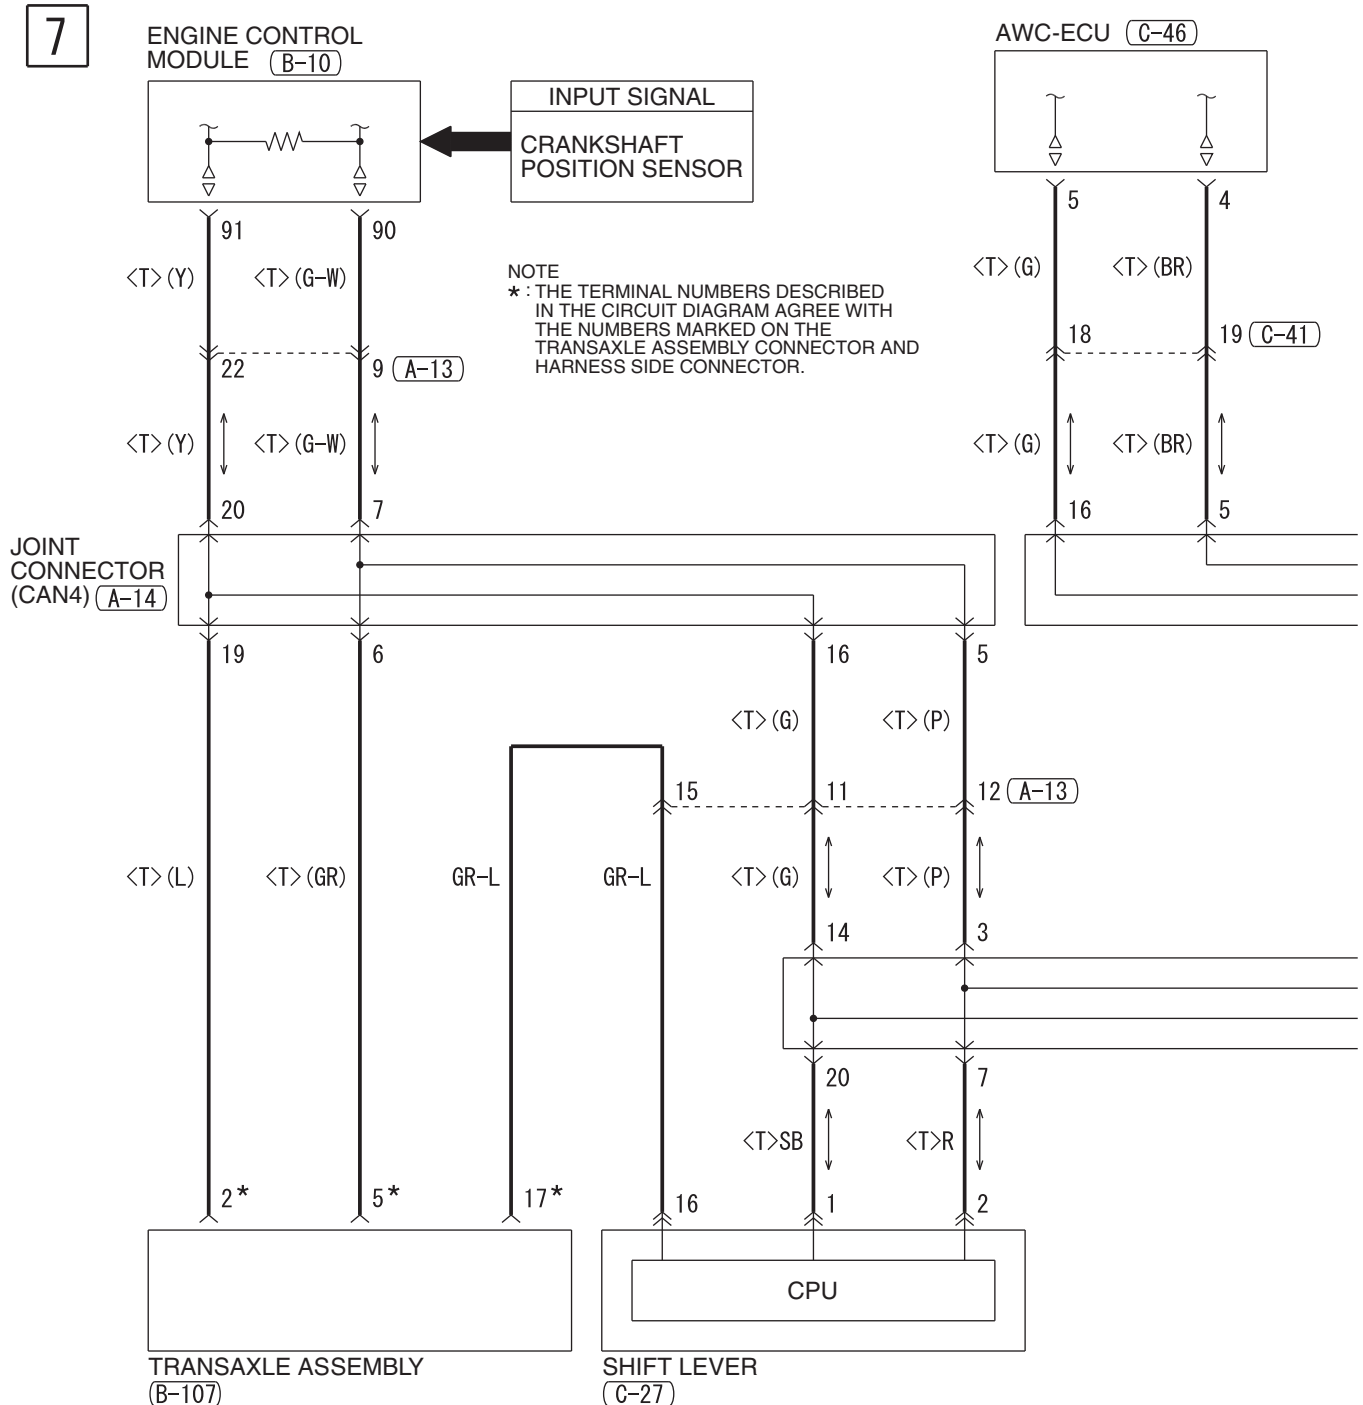 7
ENGINE CONTROL
MODULE (B-10)
AWC-ECU (C-46)
INPUT SIGNAL
CRANKSHAFT
POSITION SENSOR
91
90
5
4
<T>(Y)
<T>(G-W)
<T>(G)
<T>(BR)
NOTE
* : THE TERMINAL NUMBERS DESCRIBED
IN THE CIRCUIT DIAGRAM AGREE WITH
THE NUMBERS MARKED ON THE
TRANSAXLE ASSEMBLY CONNECTOR AND
HARNESS SIDE CONNECTOR.
18
19 (C-41)
22
9 (A-13)
<T>(Y)
<T>(G-W)
<T>(G)
<T>(BR)
20
7
16
5
JOINT
CONNECTOR
(CAN4) (A-14)
19
6
16
5
<T>(G)
<T>(P)
15
11
12 (A-13)
<T>(L)
<T>(GR)
GR-L
GR-L
<T>(G)
<T>(P)
14
3
20
7
<T>SB
<T>R
2*
5*
17*
16
1
2
CPU
TRANSAXLE ASSEMBLY
(B-107)
SHIFT LEVER
(C-27)